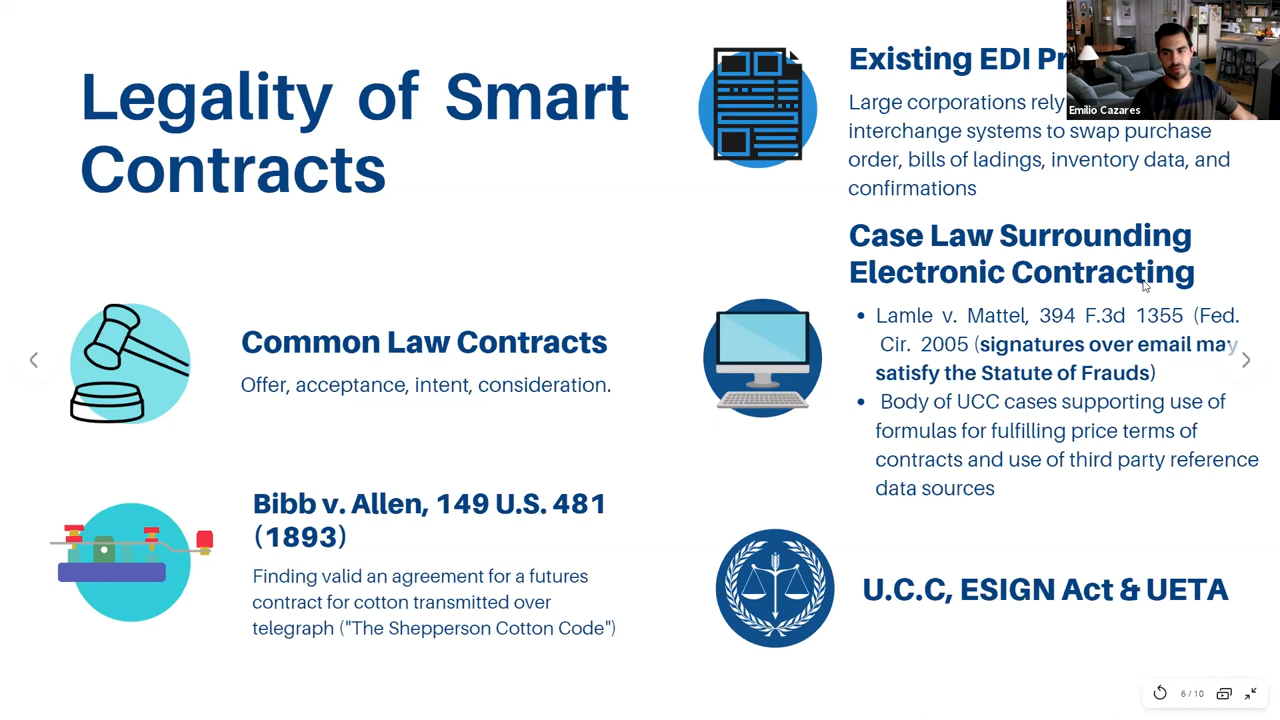 Legality of Smart
Contracts
Common Law Contracts
Offer, acceptance, intent, consideration.
Bibb v. Allen, 149 U.S. 481
(1893)
Finding valid an agreement for a futures
contract for cotton transmitted over
telegraph ("The Shepperson Cotton Code")
Existing EDI
Large corporations rely
interchange systems to swap purchase
order, bills of ladings, inventory data, and
confirmations
Case Law Surrounding
Electronic Contracting
• Lamle v. Mattel, 394 F.3d 1355 (Fed.
Cir. 2005 (signatures over email may
satisfy the Statute of Frauds)
• Body of UCC cases supporting use of
formulas for fulfilling price terms of
contracts and use of third party reference
data sources
U.C.C, ESIGN Act & UETA
Emilio Cazares
6 / 10